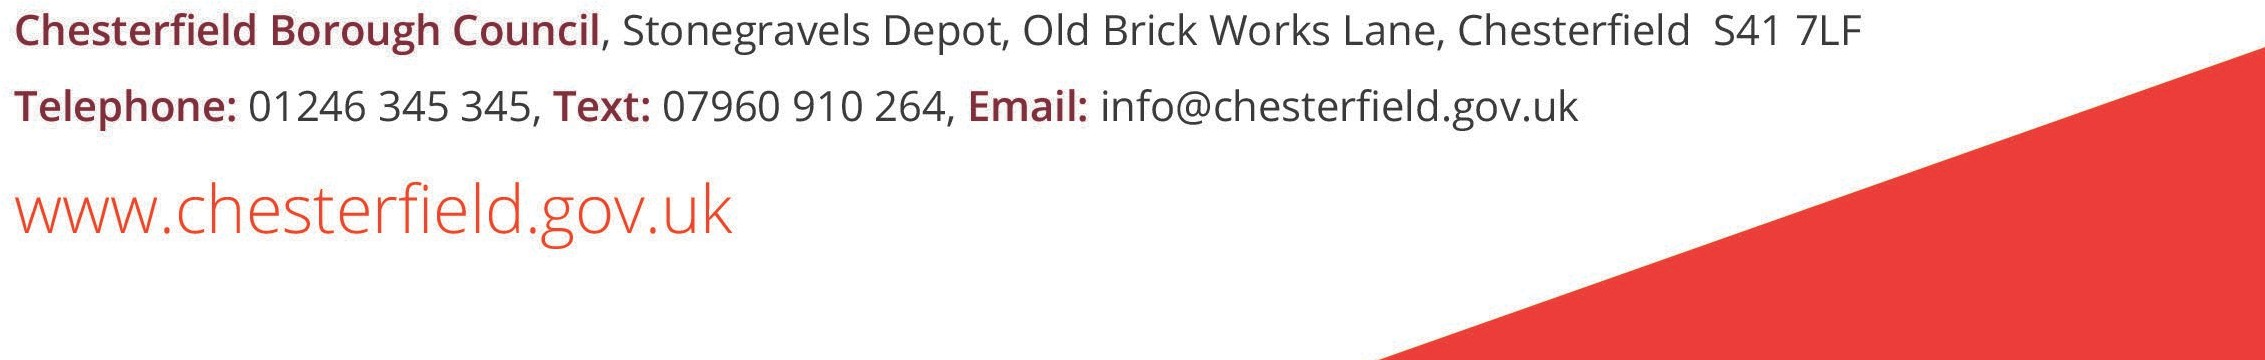 Chesterfield Borough Council, Stonegravels Depot, Old Brick Works Lane, Chesterfield  S41 7LF
Telephone: 01246 345 345, Text: 07960 910 264, Email: info@chesterfield.gov.uk
www.chesterfield.gov.uk